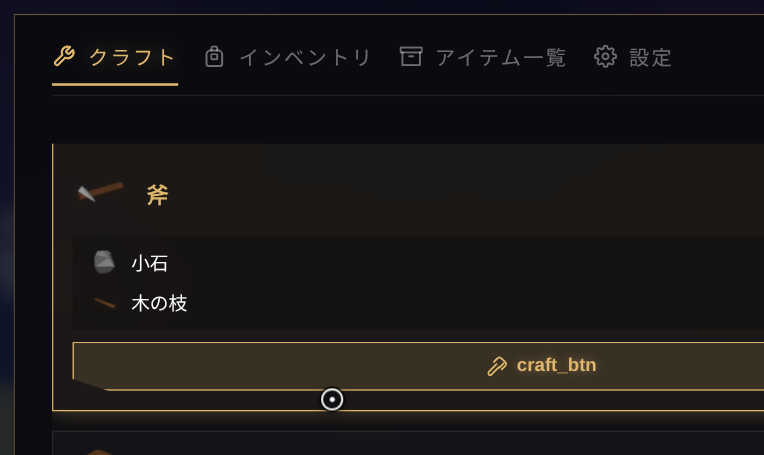 クラフト インベントリ アイテム一覧 設定
斧
小石
木の枝
craft_btn